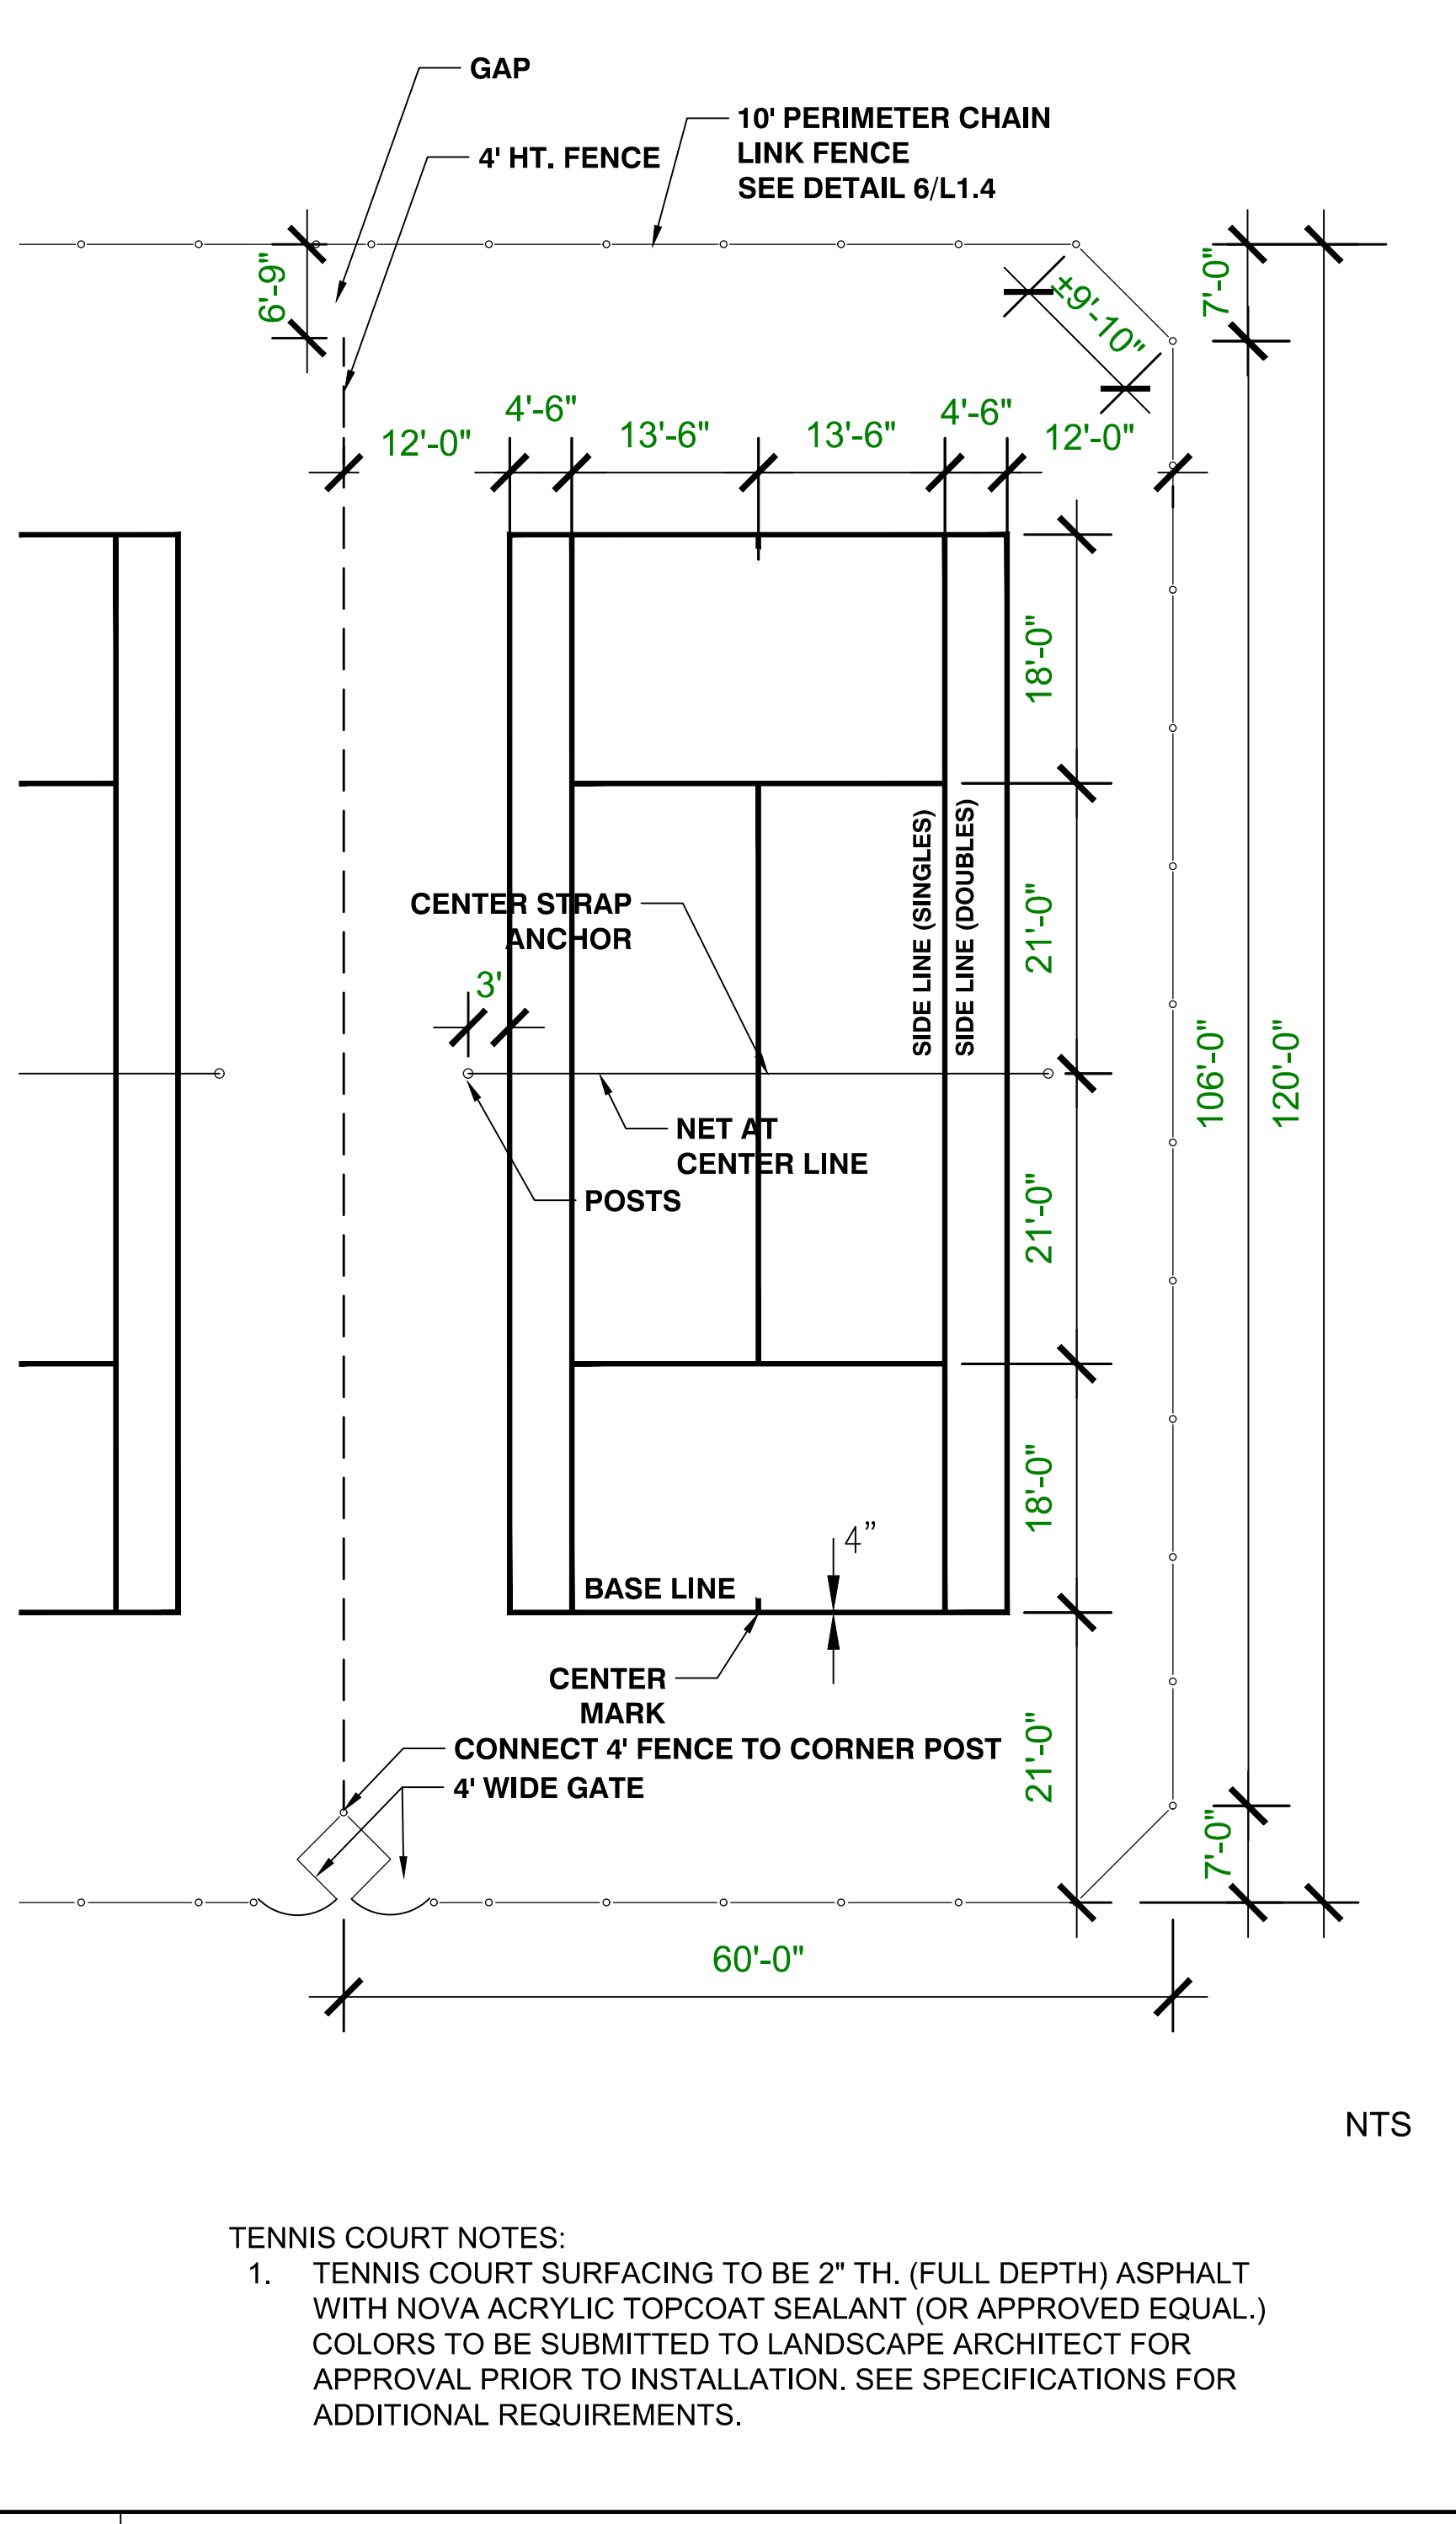 GAP
10' PERIMETER CHAIN
LINK FENCE
SEE DETAIL 6/L1.4
4' HT. FENCE
6'-9"
7'-0"
±9'-10"
4'-6"
4'-6"
12'-0"
13'-6"
13'-6"
12'-0"
18'-0"
SIDE LINE (SINGLES)
SIDE LINE (DOUBLES)
CENTER STRAP
ANCHOR
21'-0"
3'
106'-0"
120'-0"
NET AT
CENTER LINE
POSTS
21'-0"
18'-0"
4”
BASE LINE
CENTER
MARK
CONNECT 4' FENCE TO CORNER POST
4' WIDE GATE
21'-0"
7'-0"
60'-0"
NTS
TENNIS COURT NOTES:
1. TENNIS COURT SURFACING TO BE 2" TH. (FULL DEPTH) ASPHALT
WITH NOVA ACRYLIC TOPCOAT SEALANT (OR APPROVED EQUAL.)
COLORS TO BE SUBMITTED TO LANDSCAPE ARCHITECT FOR
APPROVAL PRIOR TO INSTALLATION. SEE SPECIFICATIONS FOR
ADDITIONAL REQUIREMENTS.